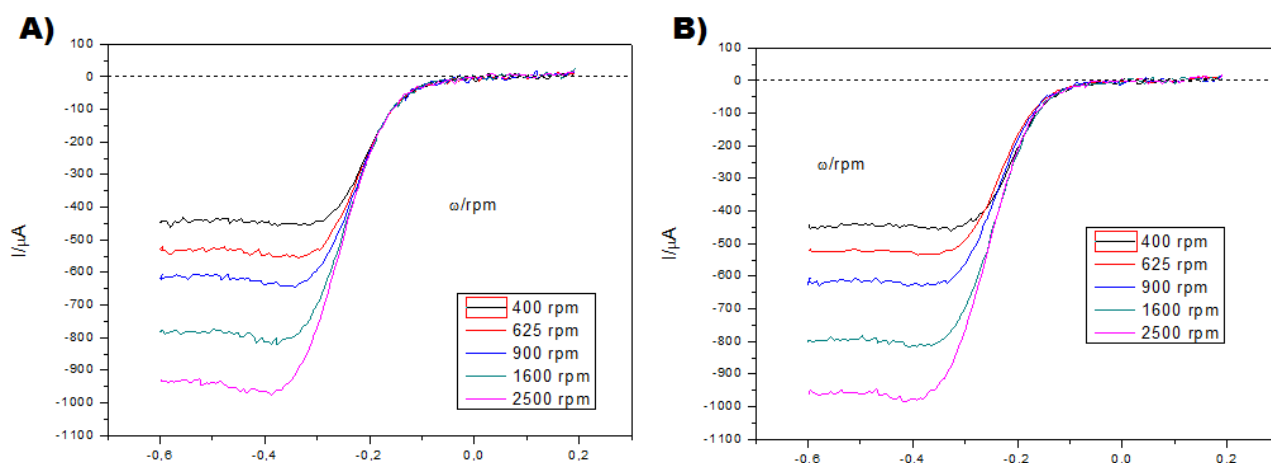 A)
100
0
-100
-200
-300
-400
-500
-600
-700
-800
-900
-1000
-1100
I/μA
ω/rpm
400 rpm
625 rpm
900 rpm
1600 rpm
2500 rpm
-0,6
-0,4
-0,2
0,0
0,2
B)
100
0
-100
-200
-300
-400
-500
-600
-700
-800
-900
-1000
-1100
I/μA
ω/rpm
400 rpm
625 rpm
900 rpm
1600 rpm
2500 rpm
-0.6
-0.4
-0.2
0.0
0.2